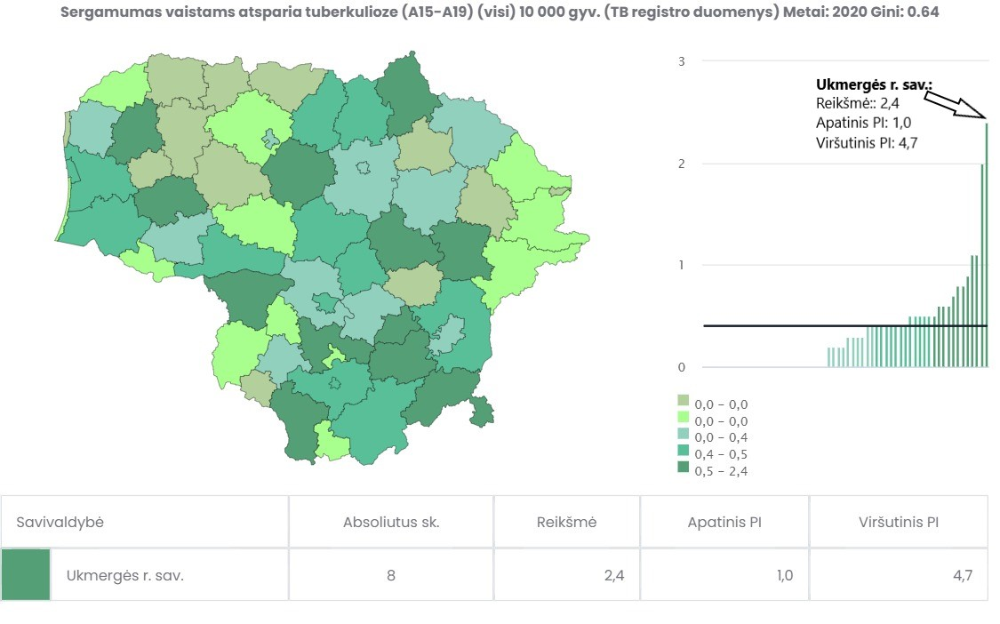 Sergamumas vaistams atsparia tuberkulioze (A15-A19) (visi) 10 000 gyv. (TB registro duomenys) Metai: 2020 Gini: 0.64
3
Ukmergės r. sav.:
Reikšmė:: 2,4
Apatinis PI: 1,0
Viršutinis PI: 4,7
2
1
0
0,0 - 0,0
0,0 - 0,0
0,0 - 0,4
0,4 - 0,5
0,5 - 2,4
Savivaldybė Absoliutus sk. Reikšmė Apatinis PI Viršutinis PI
Ukmergės r. sav. 8 2,4 1,0 4,7